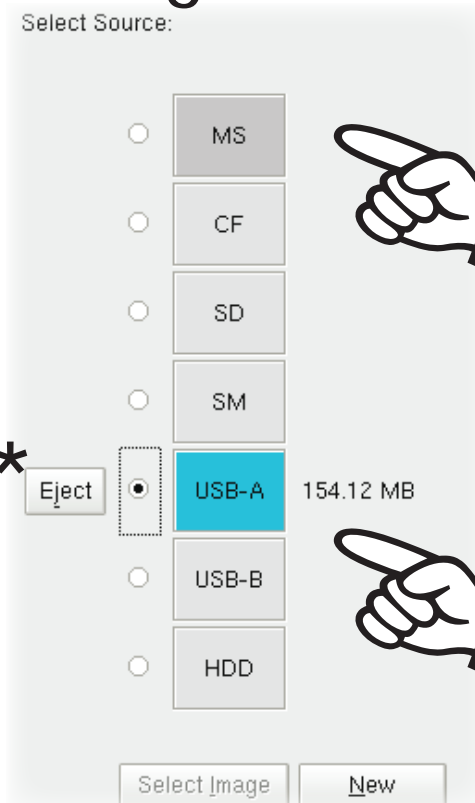 Select Source:
MS
CF
SD
SM
* Eject USB-A 154.12 MB
USB-B
HDD
Select Image New